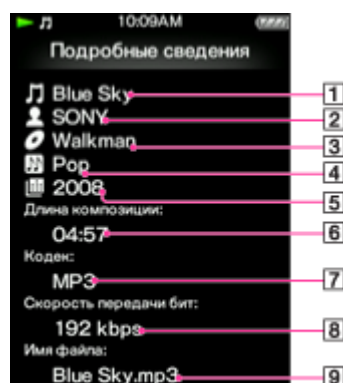 10:09AM
Подробные сведения
Blue Sky 1
SONY 2
Walkman 3
Pop 4
2008 5
Длина композиции:
04:57 6
Кодек:
MP3 7
Скорость передачи бит:
192 kbps 8
Имя файла:
Blue Sky.mp3 9